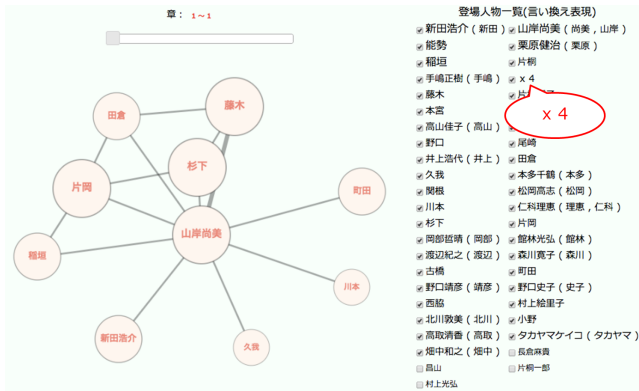 章： 1～1
登場人物一覧(言い換え表現)
新田浩介 ( 新田 ) 山岸尚美 ( 尚美 , 山岸 )
能勢 栗原健治 ( 栗原 )
稲垣 片桐
手嶋正樹 ( 手嶋 ) x４
藤木
本宮
x４
高山佳子 ( 高山 )
野口 尾崎
井上浩代 ( 井上 ) 田倉
久我 本多千鶴 ( 本多 )
関根 松岡高志 ( 松岡 )
川本 仁科理恵 ( 理恵 , 仁科 )
杉下 片岡
岡部哲晴 ( 岡部 ) 館林光弘 ( 館林 )
渡辺紀之 ( 渡辺 ) 森川寛子 ( 森川 )
古橋 町田
野口靖彦 ( 靖彦 ) 野口史子 ( 史子 )
西脇 村上絵里子
北川敦美 ( 北川 ) 小野
高取清香 ( 高取 ) タカヤマケイコ ( タカヤマ )
畑中和之 ( 畑中 ) 長倉麻貴
昌山 片桐一郎
村上光弘
藤木
田倉
杉下
片岡
町田
山岸尚美
稲垣
川本
新田浩介
久我